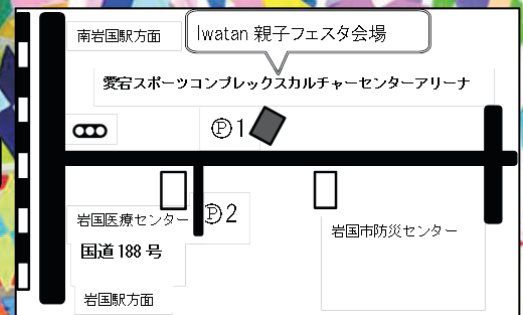 南岩国駅方面
Iwatan 親子フェスタ会場
愛宕スポーツコンプレックスカルチャーセンターアリーナ
Ⓟ1
Ⓟ2
岩国医療センター
岩国市防災センター
国道 188 号
岩国駅方面